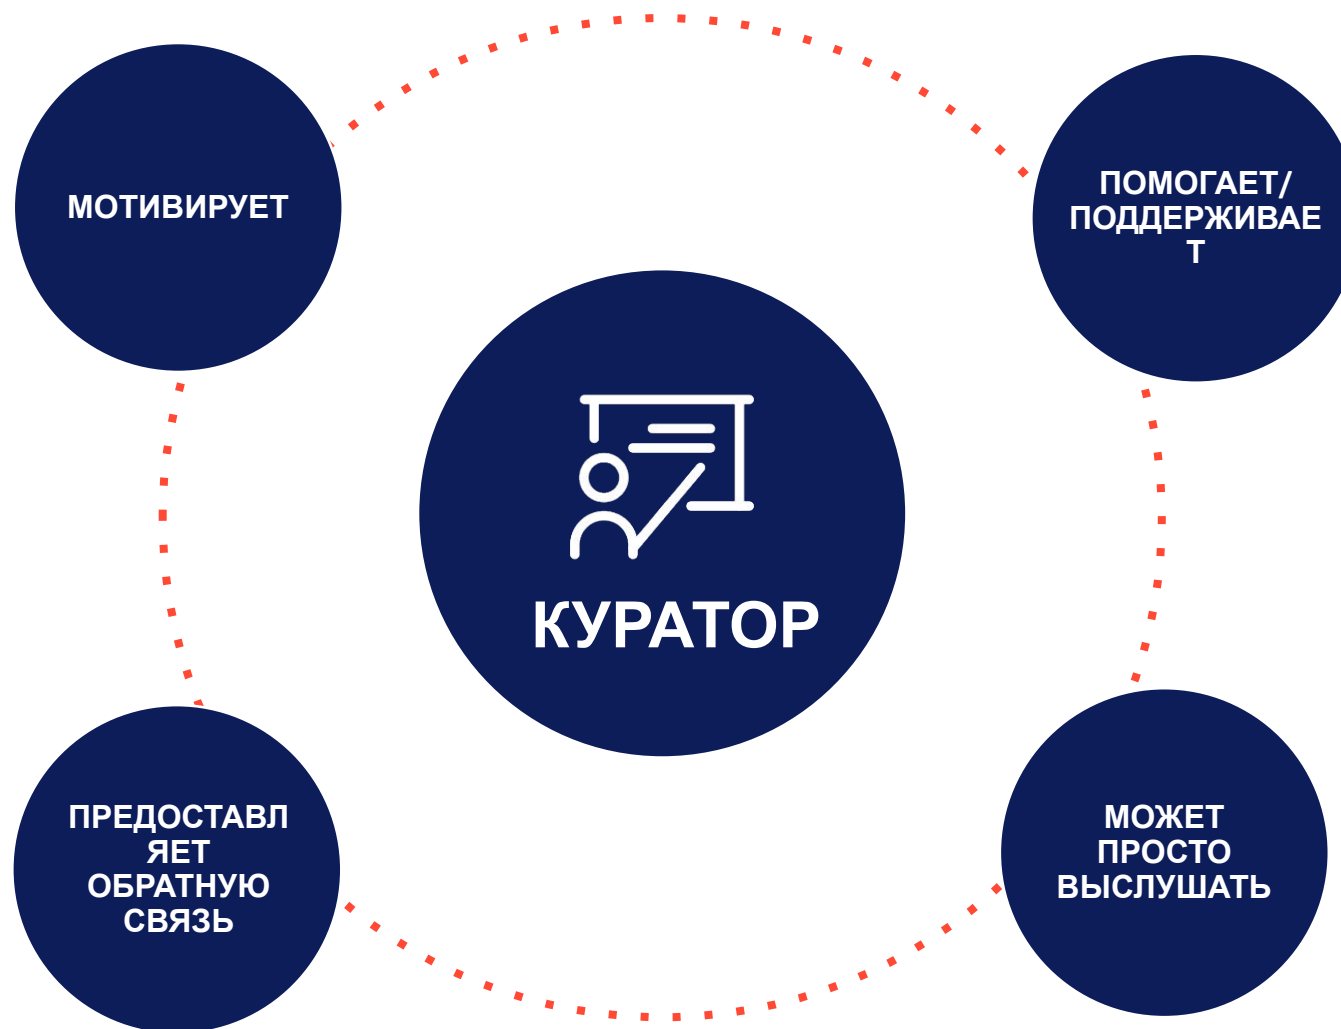 МОТИВИРУЕТ
ПОМОГАЕТ/
ПОДДЕРЖИВАЕ
Т
КУРАТОР
ПРЕДОСТАВЛ
ЯЕТ
ОБРАТНУЮ
СВЯЗЬ
МОЖЕТ
ПРОСТО
ВЫСЛУШАТЬ